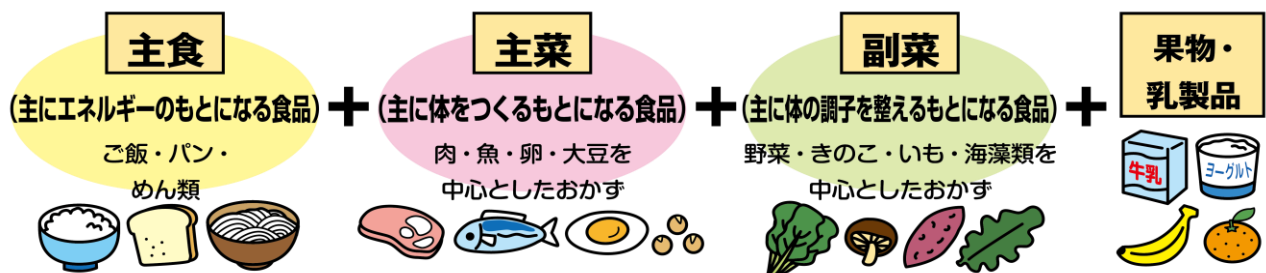 主食
(主にエネルギーのもとになる食品)
ご飯・パン・
めん類
+
主菜
(主に体をつくるもとになる食品)
肉・魚・卵・大豆を
中心としたおかず
+
副菜
(主に体の調子を整えるもとになる食品)
野菜・きのこ・いも・海藻類を
中心としたおかず
+
果物・
乳製品
牛乳
ヨーグルト